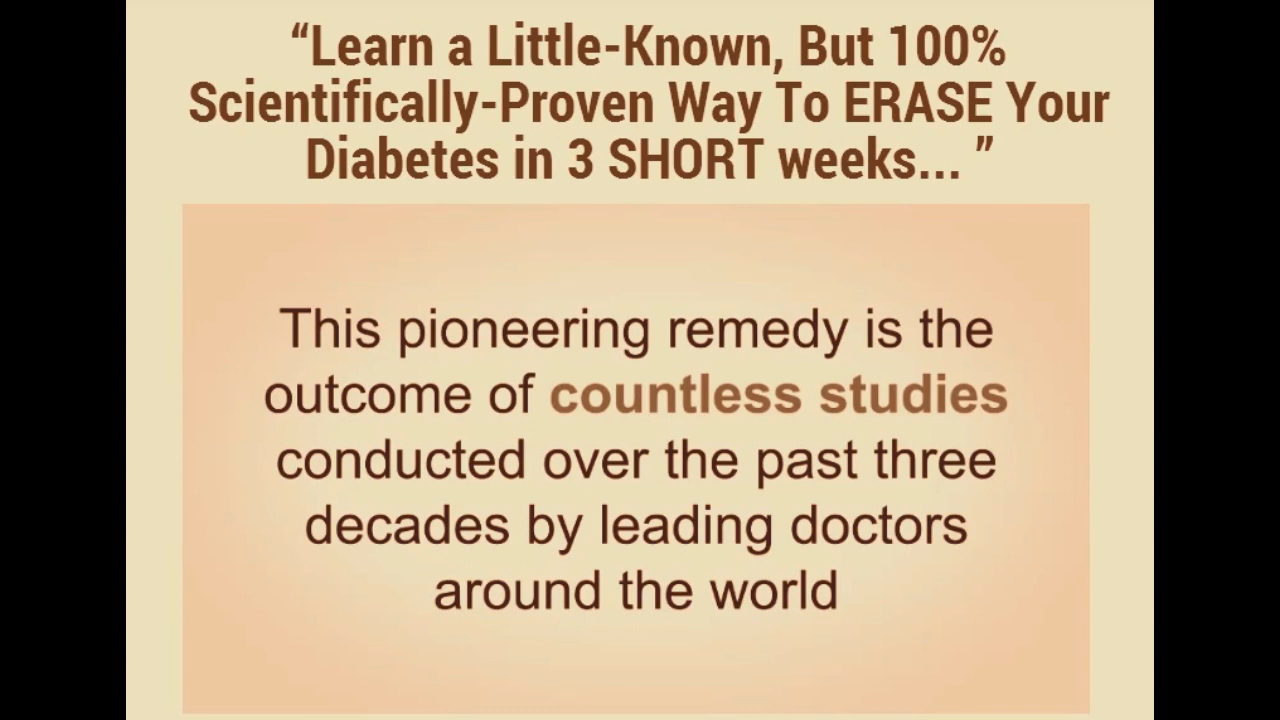 “Learn a Little-Known, But 100%
Scientifically-Proven Way To ERASE Your
Diabetes in 3 SHORT weeks... ”
This pioneering remedy is the
outcome of countless studies
conducted over the past three
decades by leading doctors
around the world